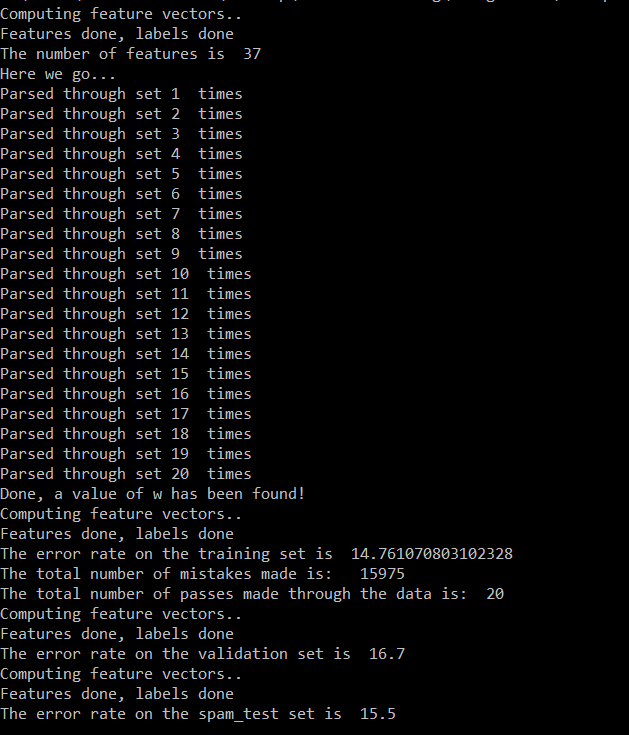 Computing feature vectors..
Features done, labels done
The number of features is  37
Here we go...
Parsed through set 1  times
Parsed through set 2  times
Parsed through set 3  times
Parsed through set 4  times
Parsed through set 5  times
Parsed through set 6  times
Parsed through set 7  times
Parsed through set 8  times
Parsed through set 9  times
Parsed through set 10  times
Parsed through set 11  times
Parsed through set 12  times
Parsed through set 13  times
Parsed through set 14  times
Parsed through set 15  times
Parsed through set 16  times
Parsed through set 17  times
Parsed through set 18  times
Parsed through set 19  times
Parsed through set 20  times
Done, a value of w has been found!
Computing feature vectors..
Features done, labels done
The error rate on the training set is  14.761070803102328
The total number of mistakes made is:   15975
The total number of passes made through the data is:  20
Computing feature vectors..
Features done, labels done
The error rate on the validation set is  16.7
Computing feature vectors..
Features done, labels done
The error rate on the spam_test set is  15.5